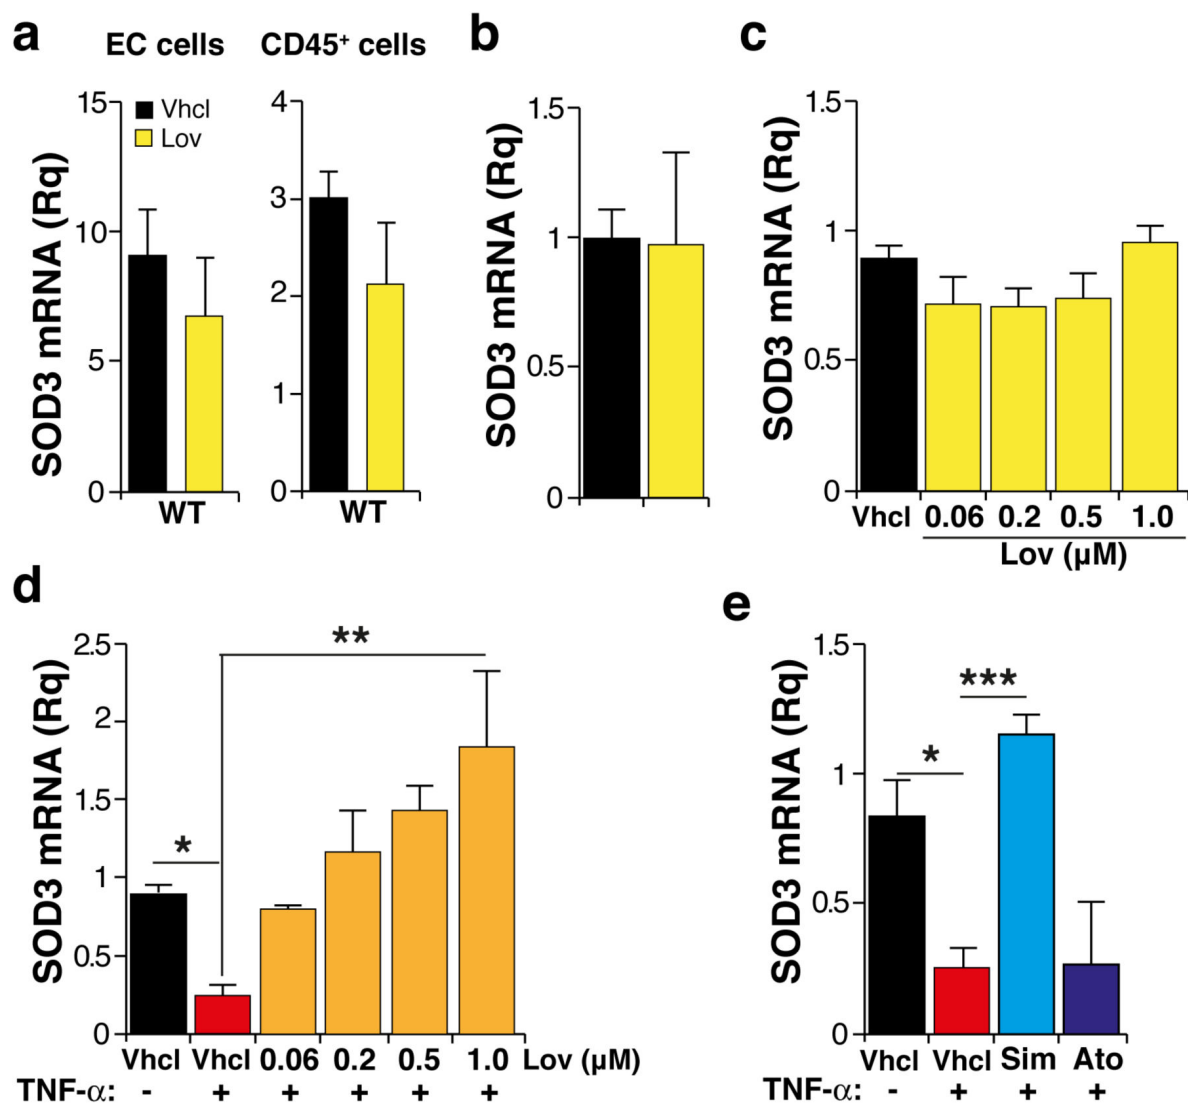 a
EC cells
CD45+ cells
15
10
5
0
SOD3 mRNA (Rq)
Vhcl
Lov
WT
4
3
2
1
0
WT
b
1.5
1
0.5
0
SOD3 mRNA (Rq)
c
1.5
1
0.5
0
SOD3 mRNA (Rq)
Vhcl 0.06 0.2 0.5 1.0
Lov (µM)
d
2.5
2
1.5
1
0.5
0
SOD3 mRNA (Rq)
*
**
Vhcl Vhcl 0.06 0.2 0.5 1.0 Lov (µM)
TNF-α: - + + + + +
e
1.5
1
0.5
0
SOD3 mRNA (Rq)
*
***
Vhcl Vhcl Sim Ato
TNF-α: - + + +